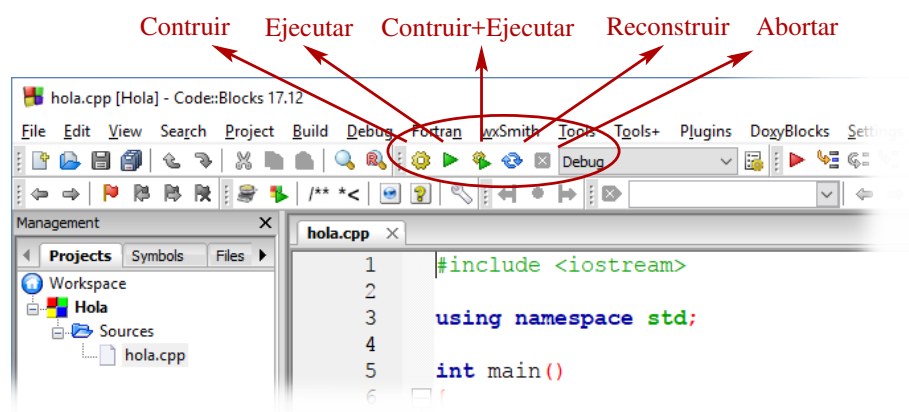 Contruir Ejecutar Contruir+Ejecutar Reconstruir Abortar
hola.cpp [Hola] - Code::Blocks 17.12
File Edit View Search Project Build Debug Fortran wxSmith Tools Tools+ Plugins DoxyBlocks Settings
Debug
/** *<
Management X
Projects Symbols Files
hola.cpp
Workspace
Hola
Sources
hola.cpp
1 #include <iostream>
2
3 using namespace std;
4
5 int main()
6 {